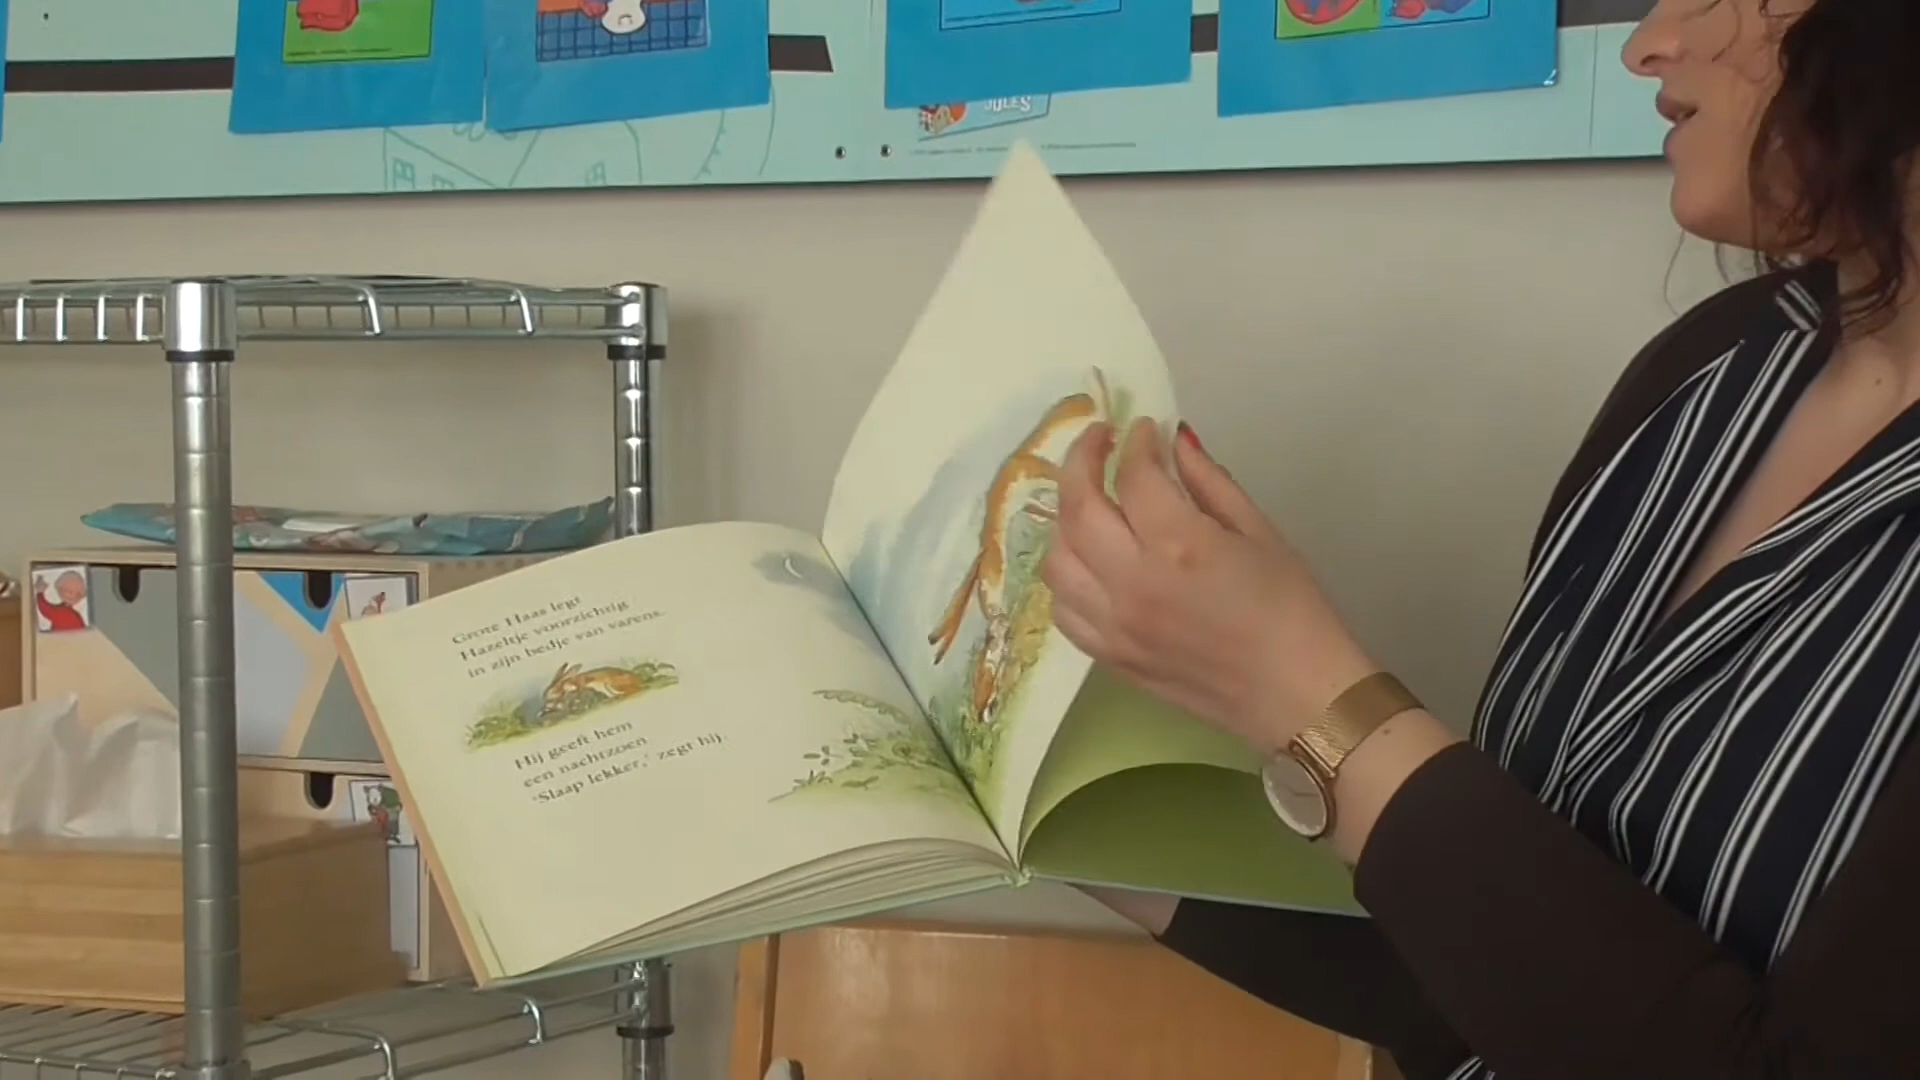 JULES
Grote Haas legt
Hazeltje voorzichtig
in zijn bedje van varens.
Hij geeft hem
een nachtzoen
‘Slaap lekker,’ zegt hij.